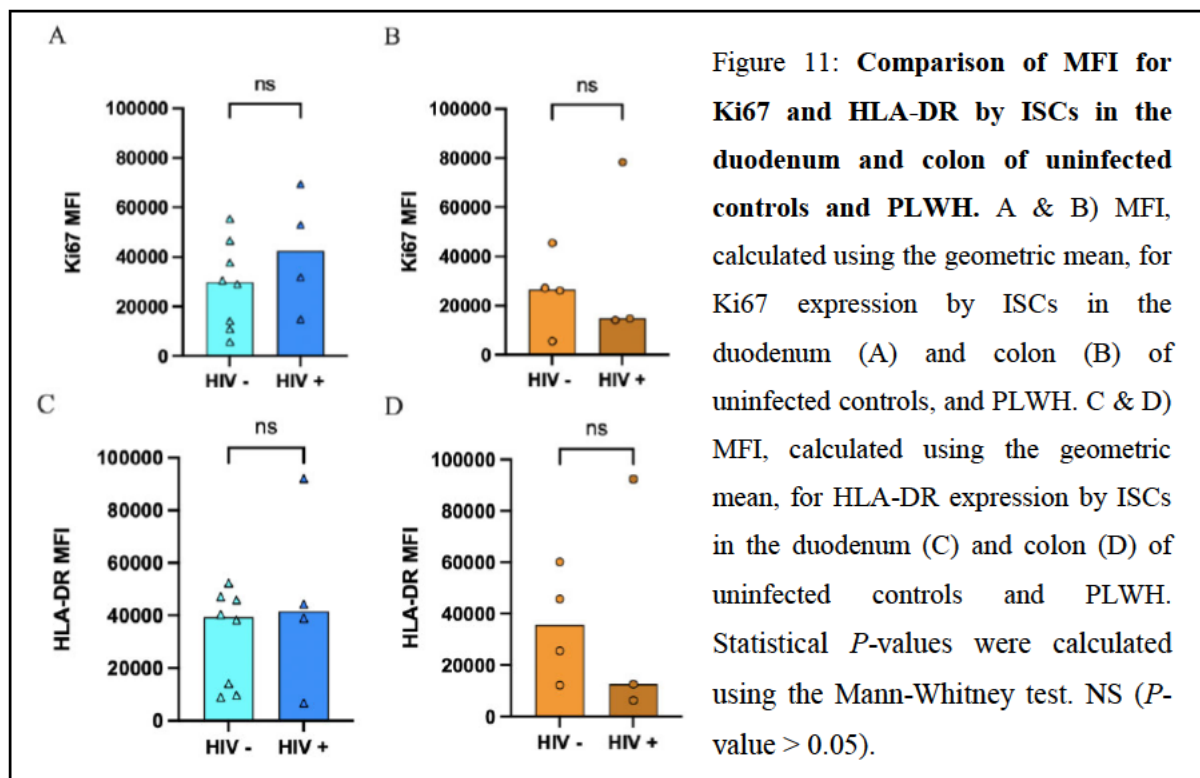 A
ns
100000
80000
60000
40000
20000
0
Ki67 MFI
HIV -
HIV +
B
ns
100000
80000
60000
40000
20000
0
Ki67 MFI
HIV -
HIV +
C
ns
100000
80000
60000
40000
20000
0
HLA-DR MFI
HIV -
HIV +
D
ns
100000
80000
60000
40000
20000
0
HLA-DR MFI
HIV -
HIV +
Figure 11: Comparison of MFI for
Ki67 and HLA-DR by ISCs in the
duodenum and colon of uninfected
controls and PLWH. A & B) MFI,
calculated using the geometric mean, for
Ki67 expression by ISCs in the
duodenum (A) and colon (B) of
uninfected controls, and PLWH. C & D)
MFI, calculated using the geometric
mean, for HLA-DR expression by ISCs
in the duodenum (C) and colon (D) of
uninfected controls and PLWH.
Statistical P-values were calculated
using the Mann-Whitney test. NS (P-
value > 0.05).